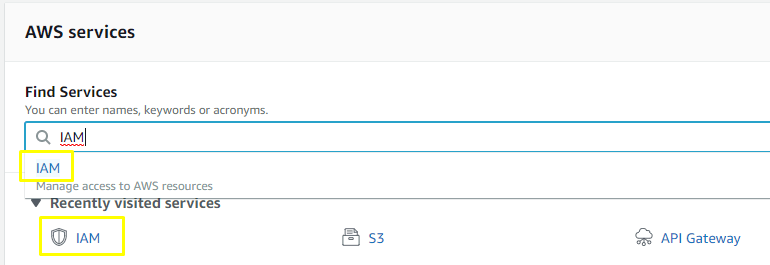 AWS services
Find Services
You can enter names, keywords or acronyms.
IAM
IAM
Manage access to AWS resources
Recently visited services
IAM S3 API Gateway